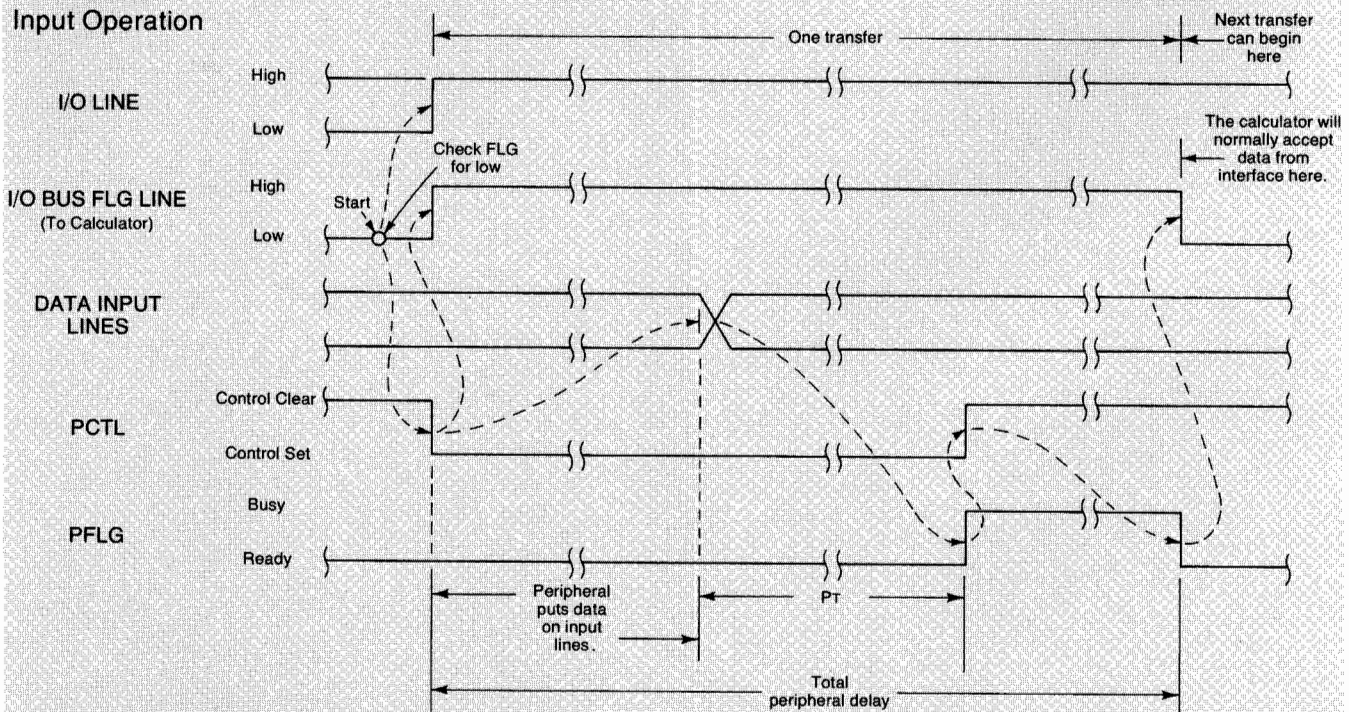 Input Operation
One transfer
Next transfer
can begin
here
I/O LINE
High
Low
Check FLG
for low
The calculator will
normally accept
data from
interface here.
I/O BUS FLG LINE
(To Calculator)
High
Start
Low
DATA INPUT
LINES
PCTL
Control Clear
Control Set
PFLG
Busy
Ready
Peripheral
puts data
on input
lines.
PT
Total
peripheral delay